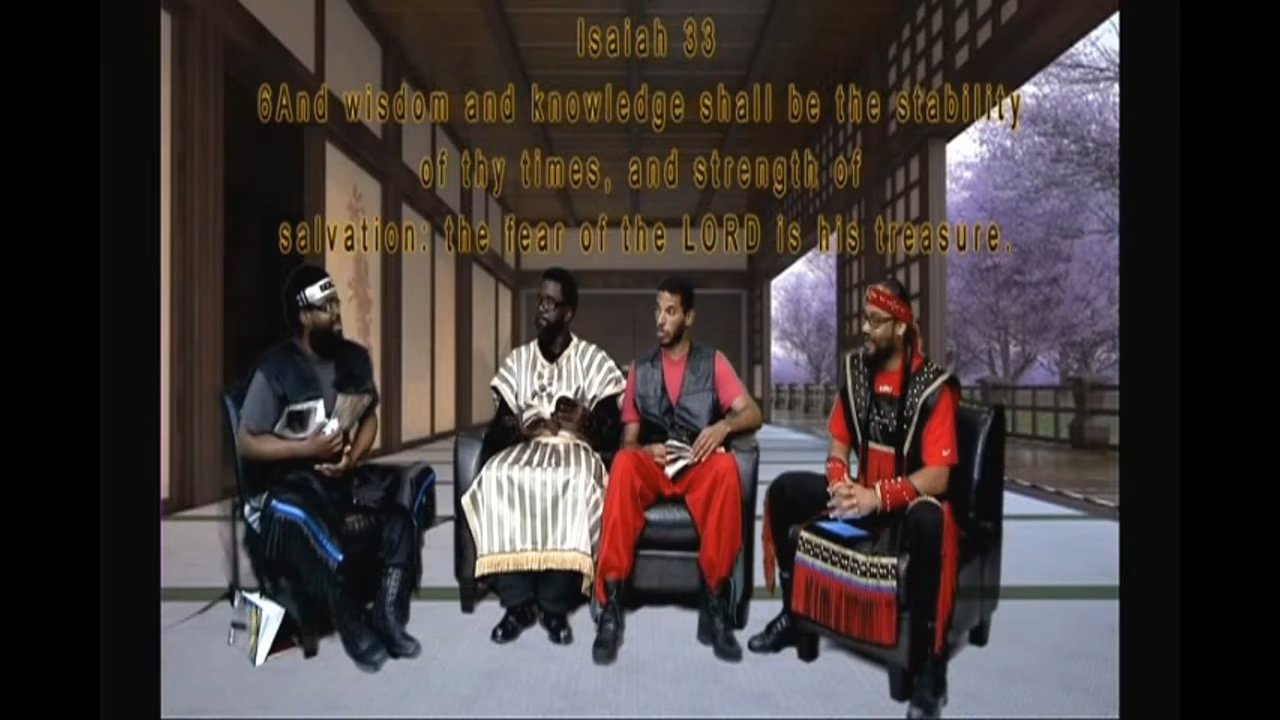 Isaiah 33
6And wisdom and knowledge shall be the stability
of thy times, and strength of
salvation: the fear of the LORD is his treasure.